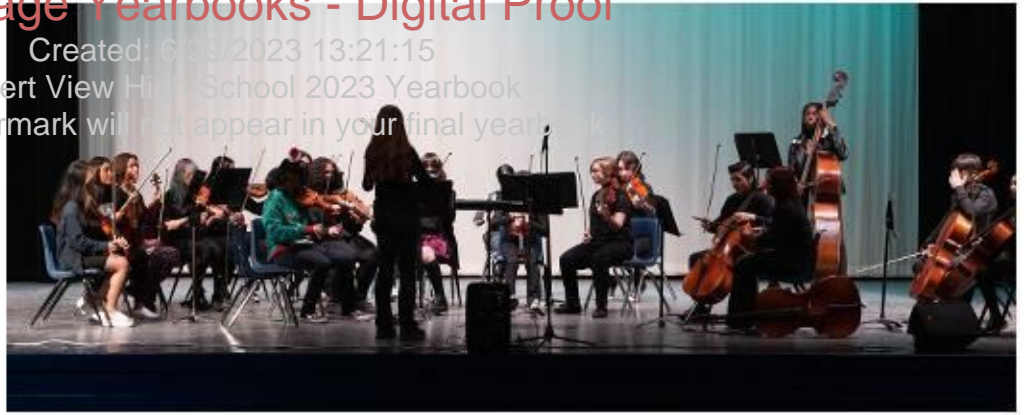 age Yearbooks - Digital Proof
Created: 6/29/2023 13:21:15
ert View High School 2023 Yearbook
rmark will not appear in your final yearbook